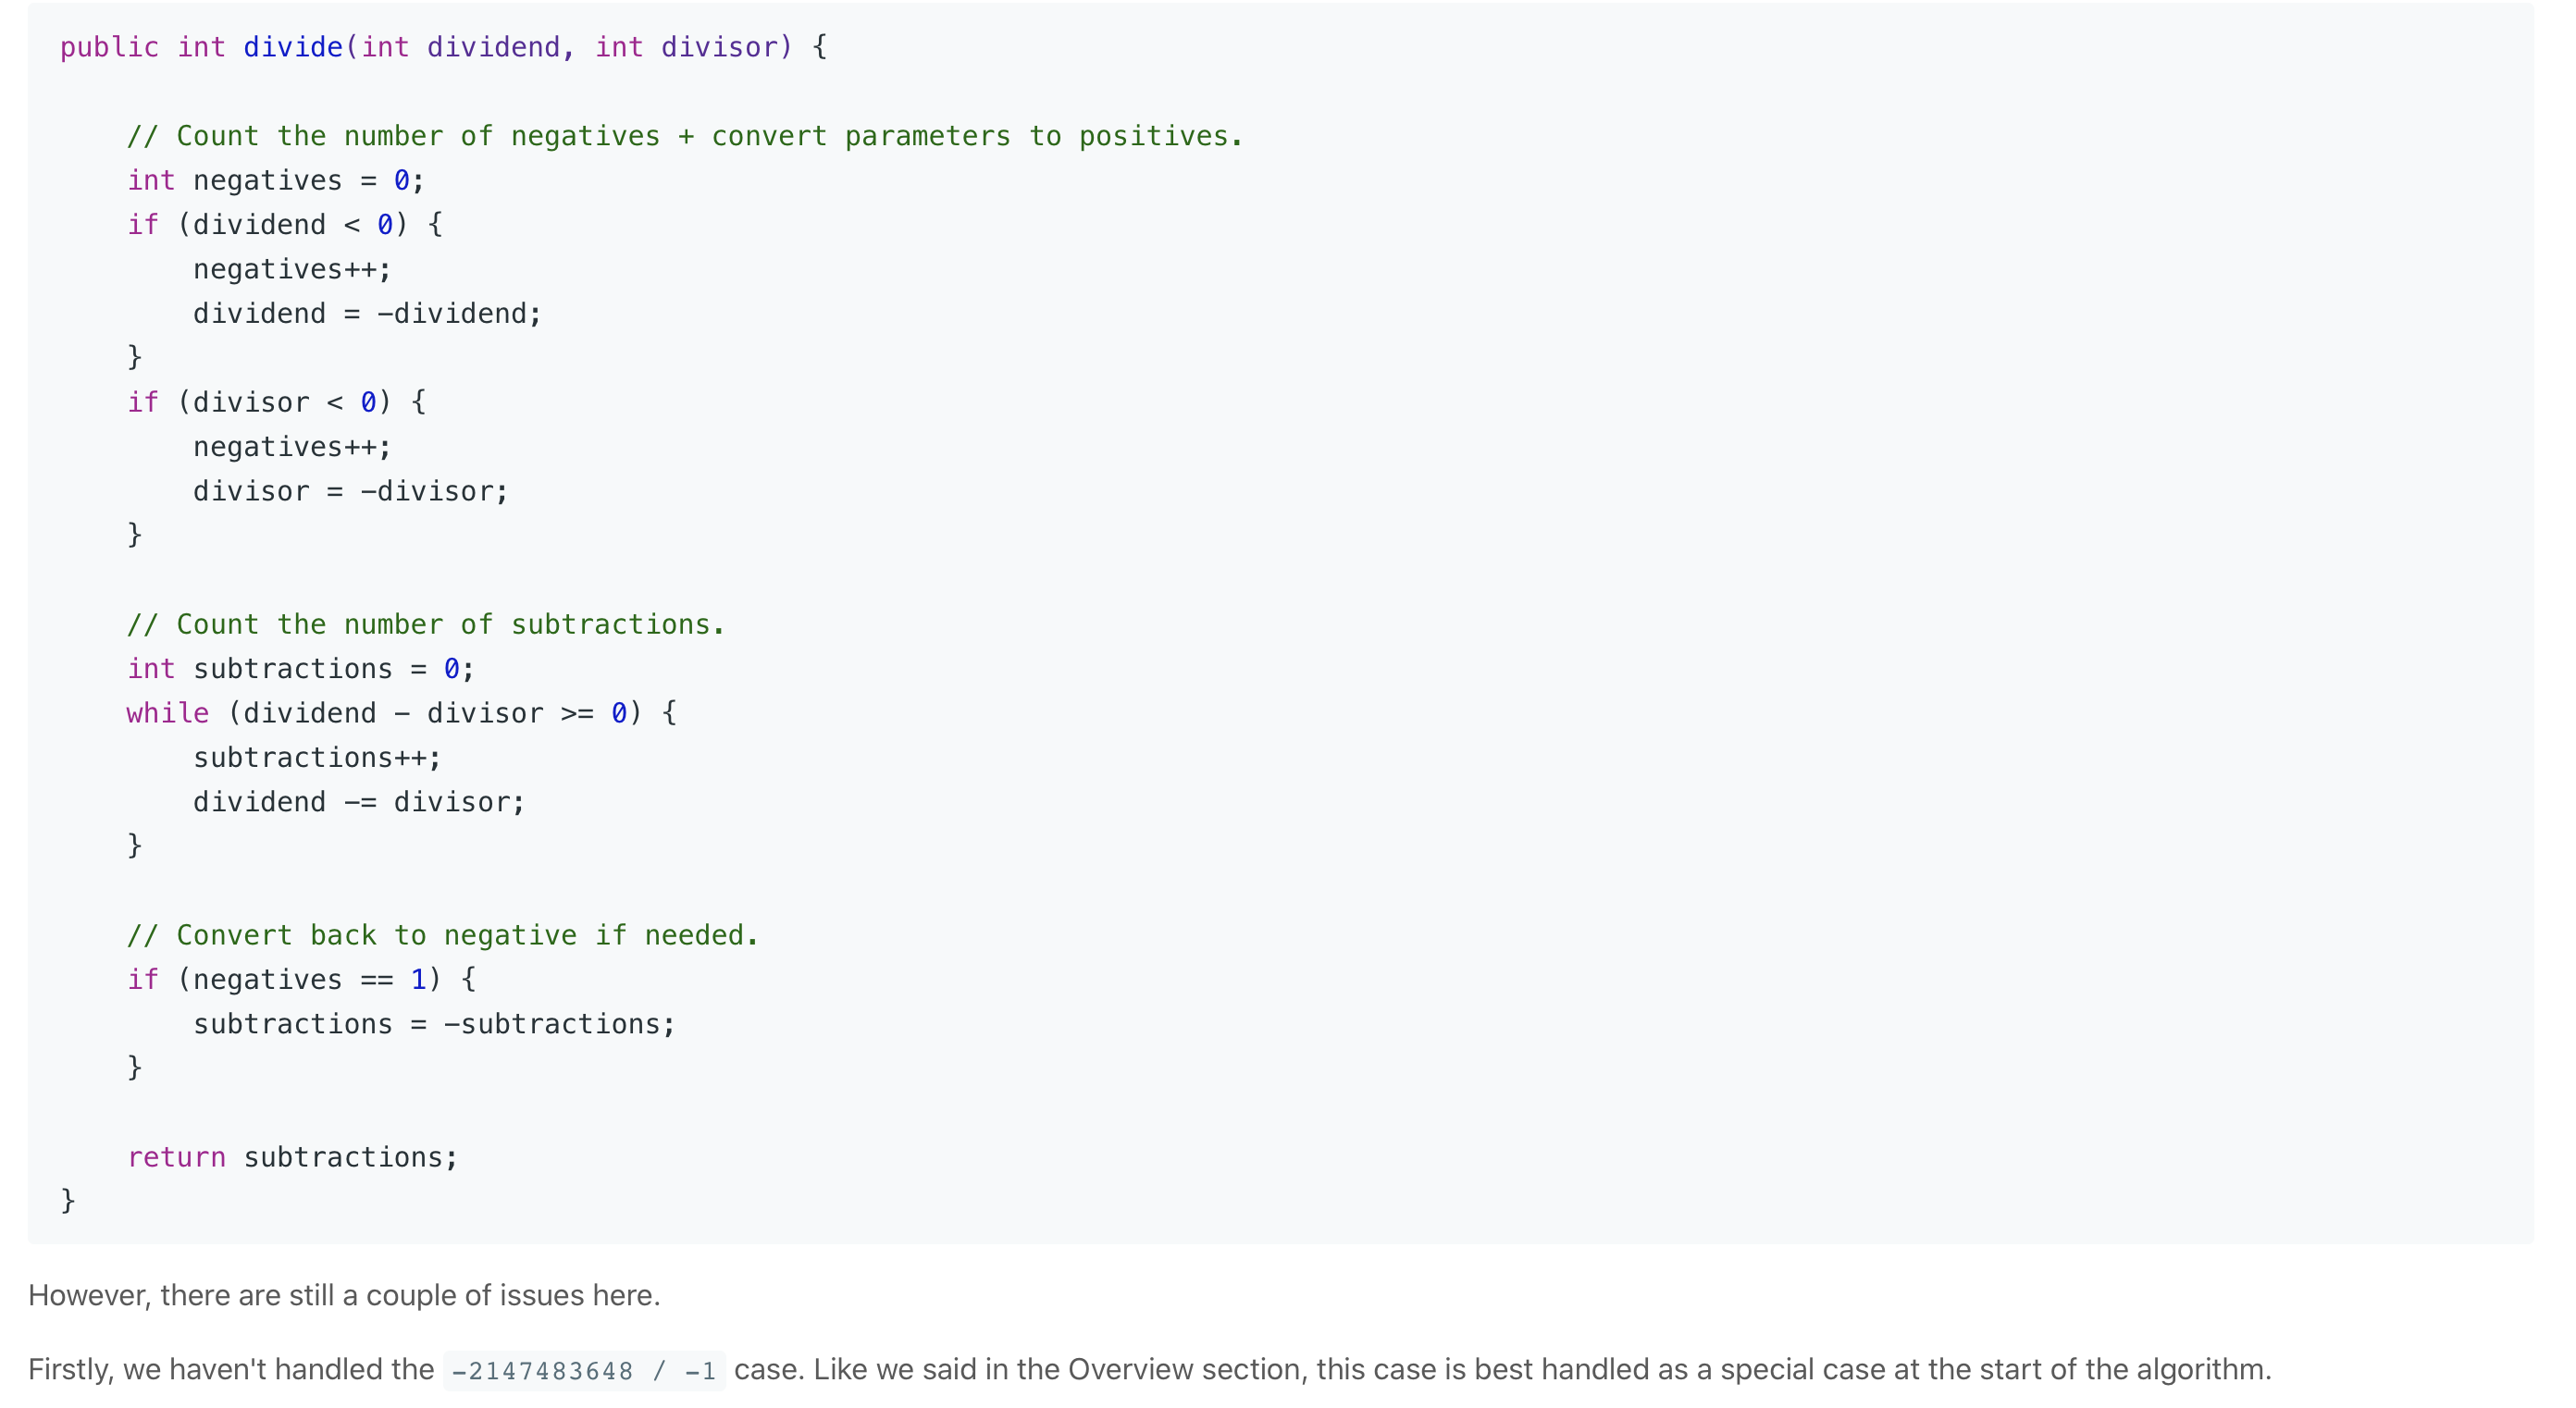 public int divide(int dividend, int divisor) {
    // Count the number of negatives + convert parameters to positives.
    int negatives = 0;
    if (dividend < 0) {
        negatives++;
        dividend = -dividend;
    }
    if (divisor < 0) {
        negatives++;
        divisor = -divisor;
    }
    // Count the number of subtractions.
    int subtractions = 0;
    while (dividend - divisor >= 0) {
        subtractions++;
        dividend -= divisor;
    }
    // Convert back to negative if needed.
    if (negatives == 1) {
        subtractions = -subtractions;
    }
    return subtractions;
}
However, there are still a couple of issues here.
Firstly, we haven't handled the -2147483648 / -1 case. Like we said in the Overview section, this case is best handled as a special case at the start of the algorithm.